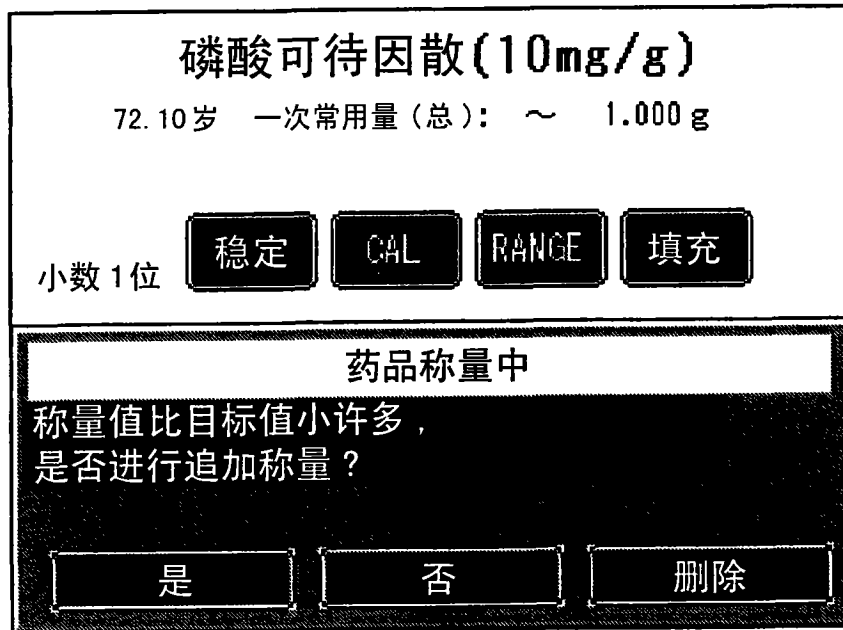 磷酸可待因散(10mg/g)
72.10岁 一次常用量(总): ～ 1.000g
小数1位 稳定 CAL RANGE 填充
药品称量中
称量值比目标值小许多，
是否进行追加称量？
是 否 删除